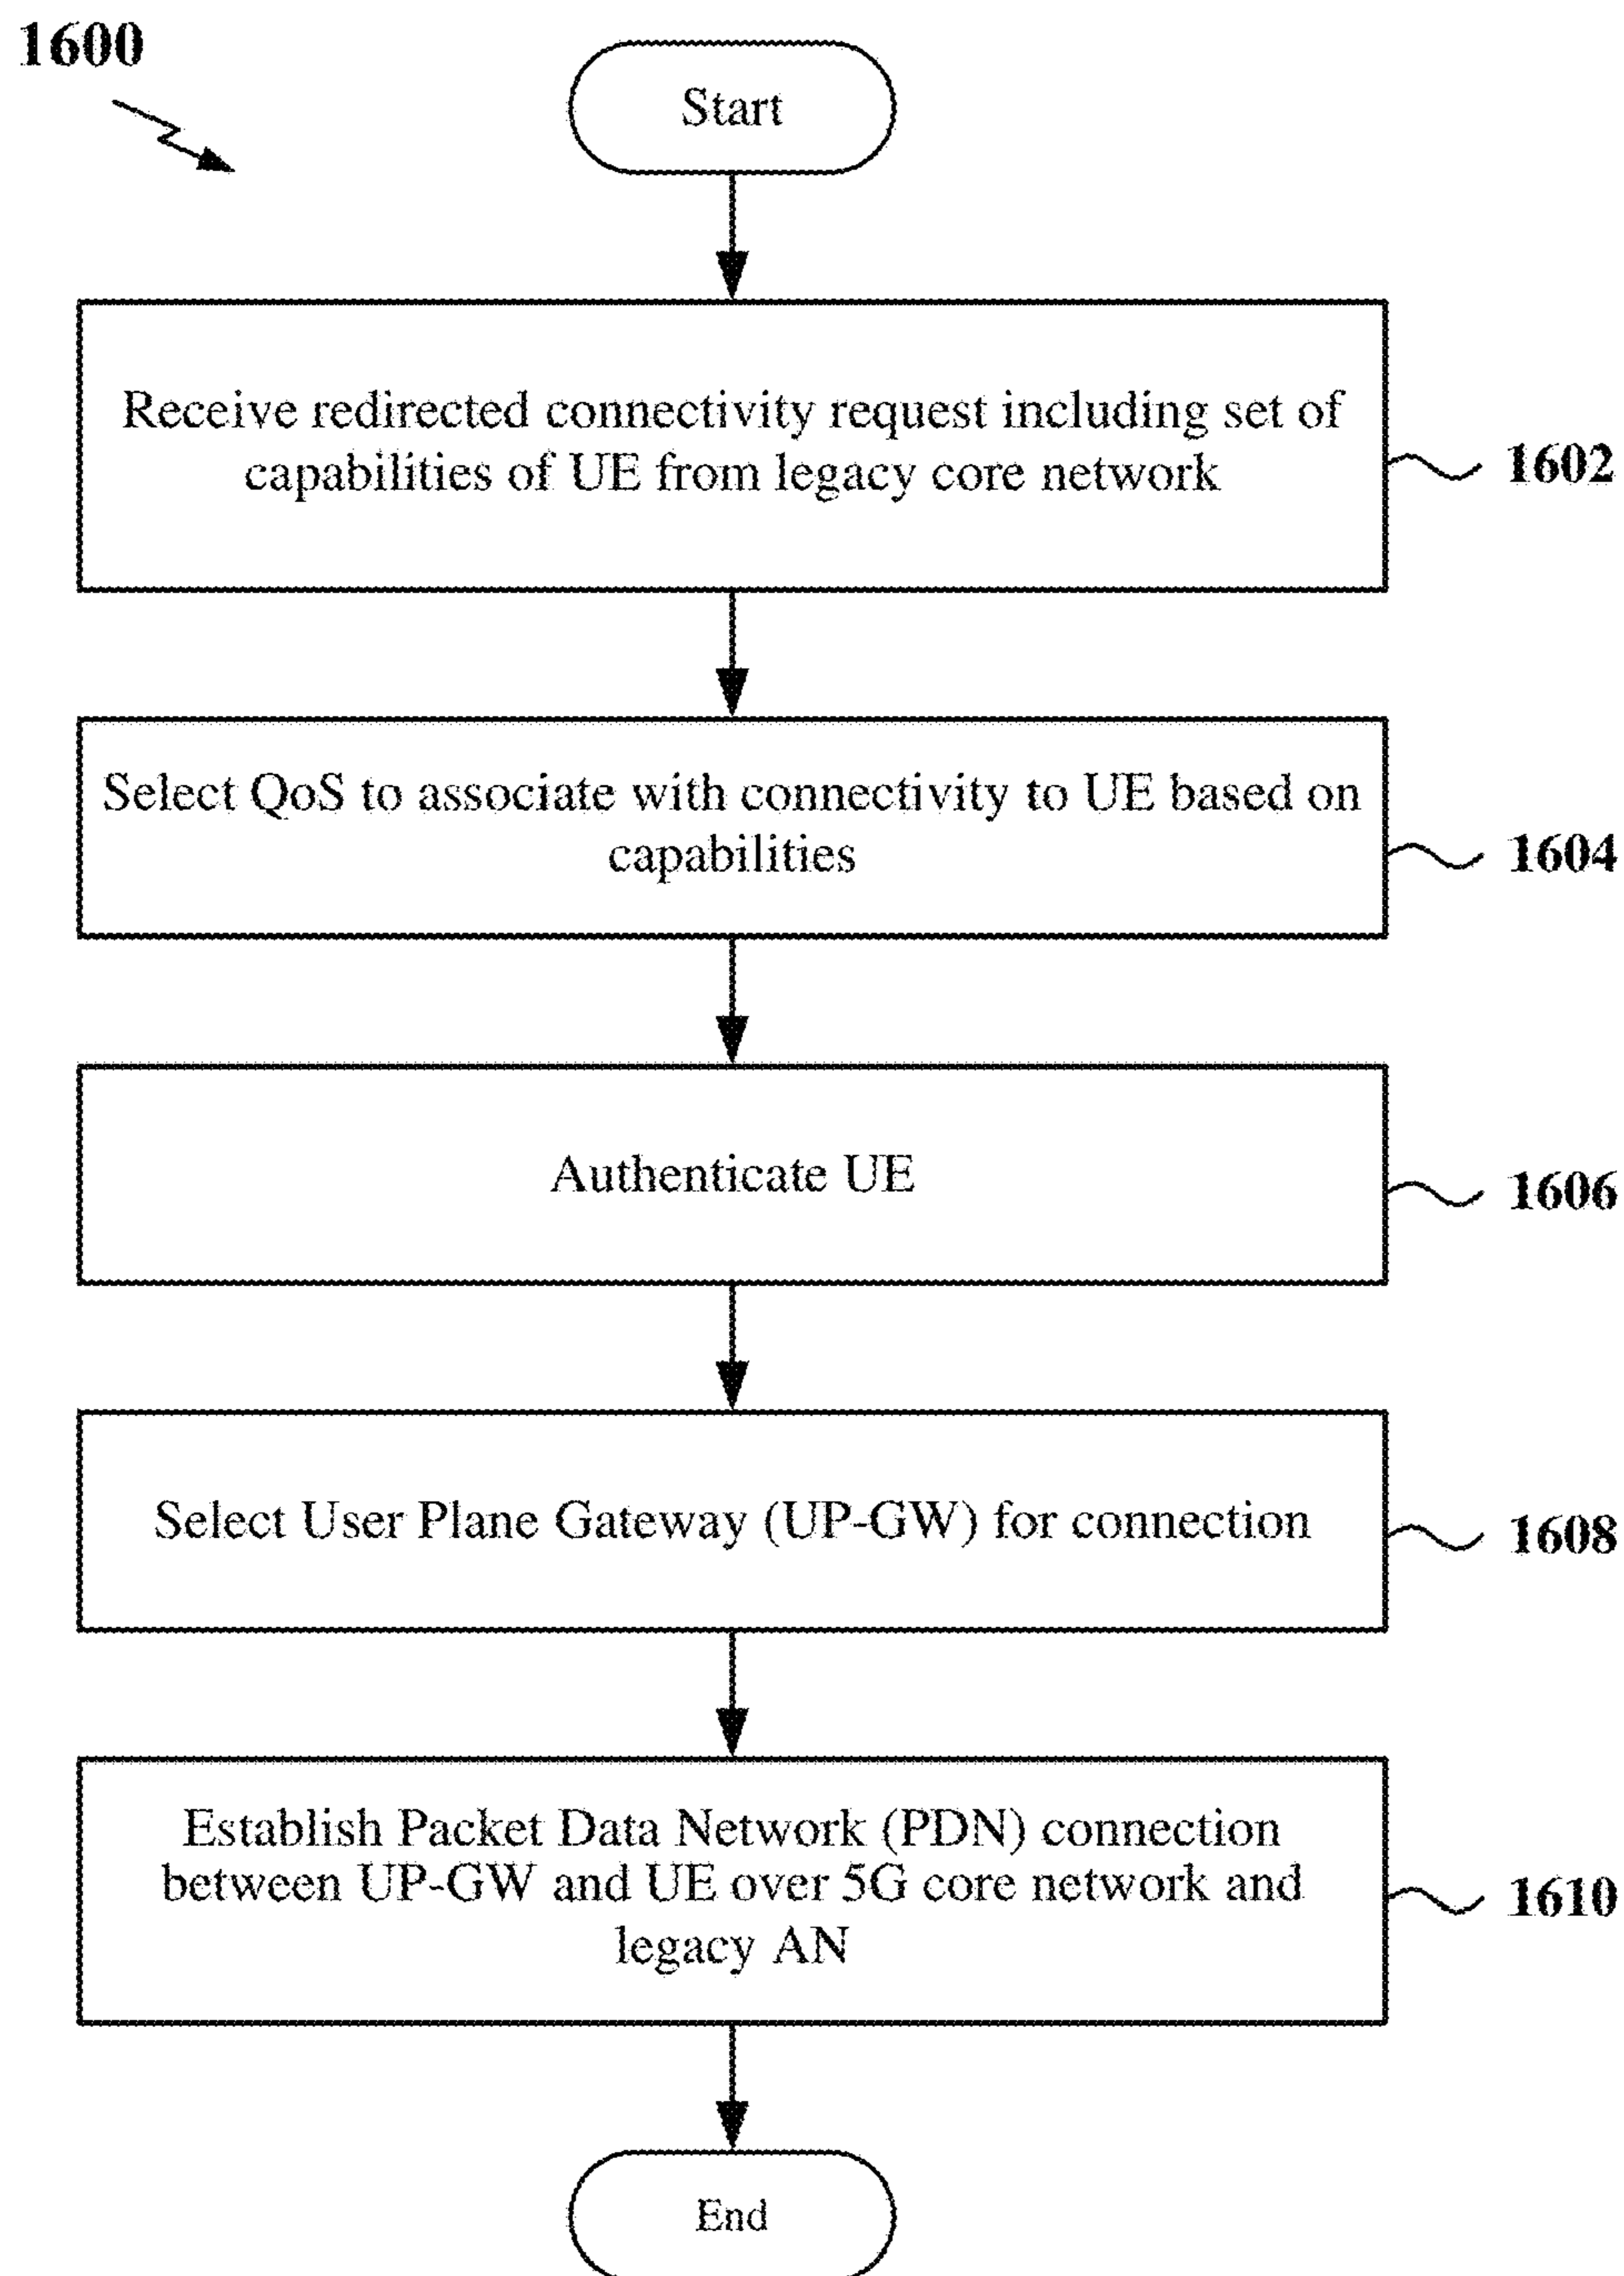 1600
Start
Receive redirected connectivity request including set of
capabilities of UE from legacy core network
1602
Select QoS to associate with connectivity to UE based on
capabilities
1604
Authenticate UE
1606
Select User Plane Gateway (UP-GW) for connection
1608
Establish Packet Data Network (PDN) connection
between UP-GW and UE over 5G core network and
legacy AN
1610
End